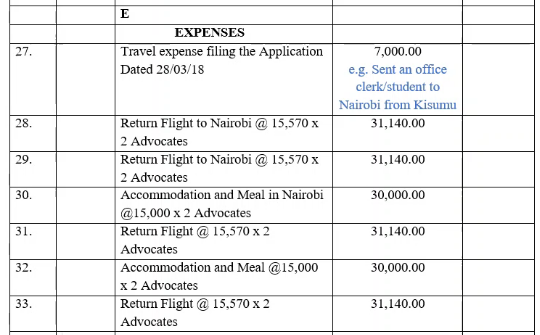 E
EXPENSES
27. Travel expense filing the Application 7,000.00
Dated 28/03/18 e.g. Sent an office
clerk/student to
Nairobi from Kisumu
28. Return Flight to Nairobi @ 15,570 x 31,140.00
2 Advocates
29. Return Flight to Nairobi @ 15,570 x 31,140.00
2 Advocates
30. Accommodation and Meal in Nairobi 30,000.00
@15,000 x 2 Advocates
31. Return Flight @ 15,570 x 2 31,140.00
Advocates
32. Accommodation and Meal @15,000 30,000.00
x 2 Advocates
33. Return Flight @ 15,570 x 2 31,140.00
Advocates